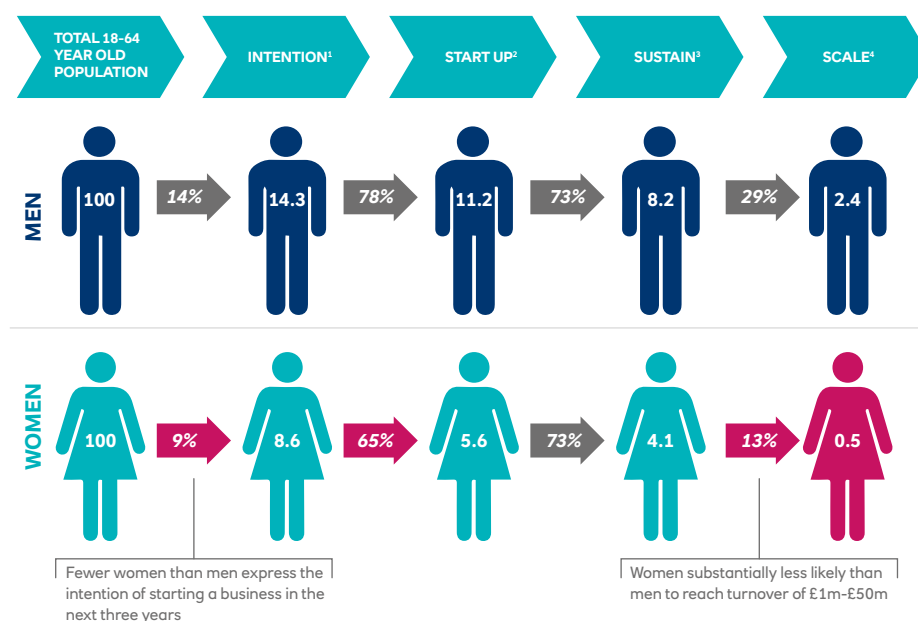 TOTAL 18-64
YEAR OLD
POPULATION
INTENTION¹
START UP²
SUSTAIN³
SCALE⁴
MEN
100
14%
14.3
78%
11.2
73%
8.2
29%
2.4
WOMEN
100
9%
8.6
65%
5.6
73%
4.1
13%
0.5
Fewer women than men express the
intention of starting a business in the
next three years
Women substantially less likely than
men to reach turnover of £1m-£50m